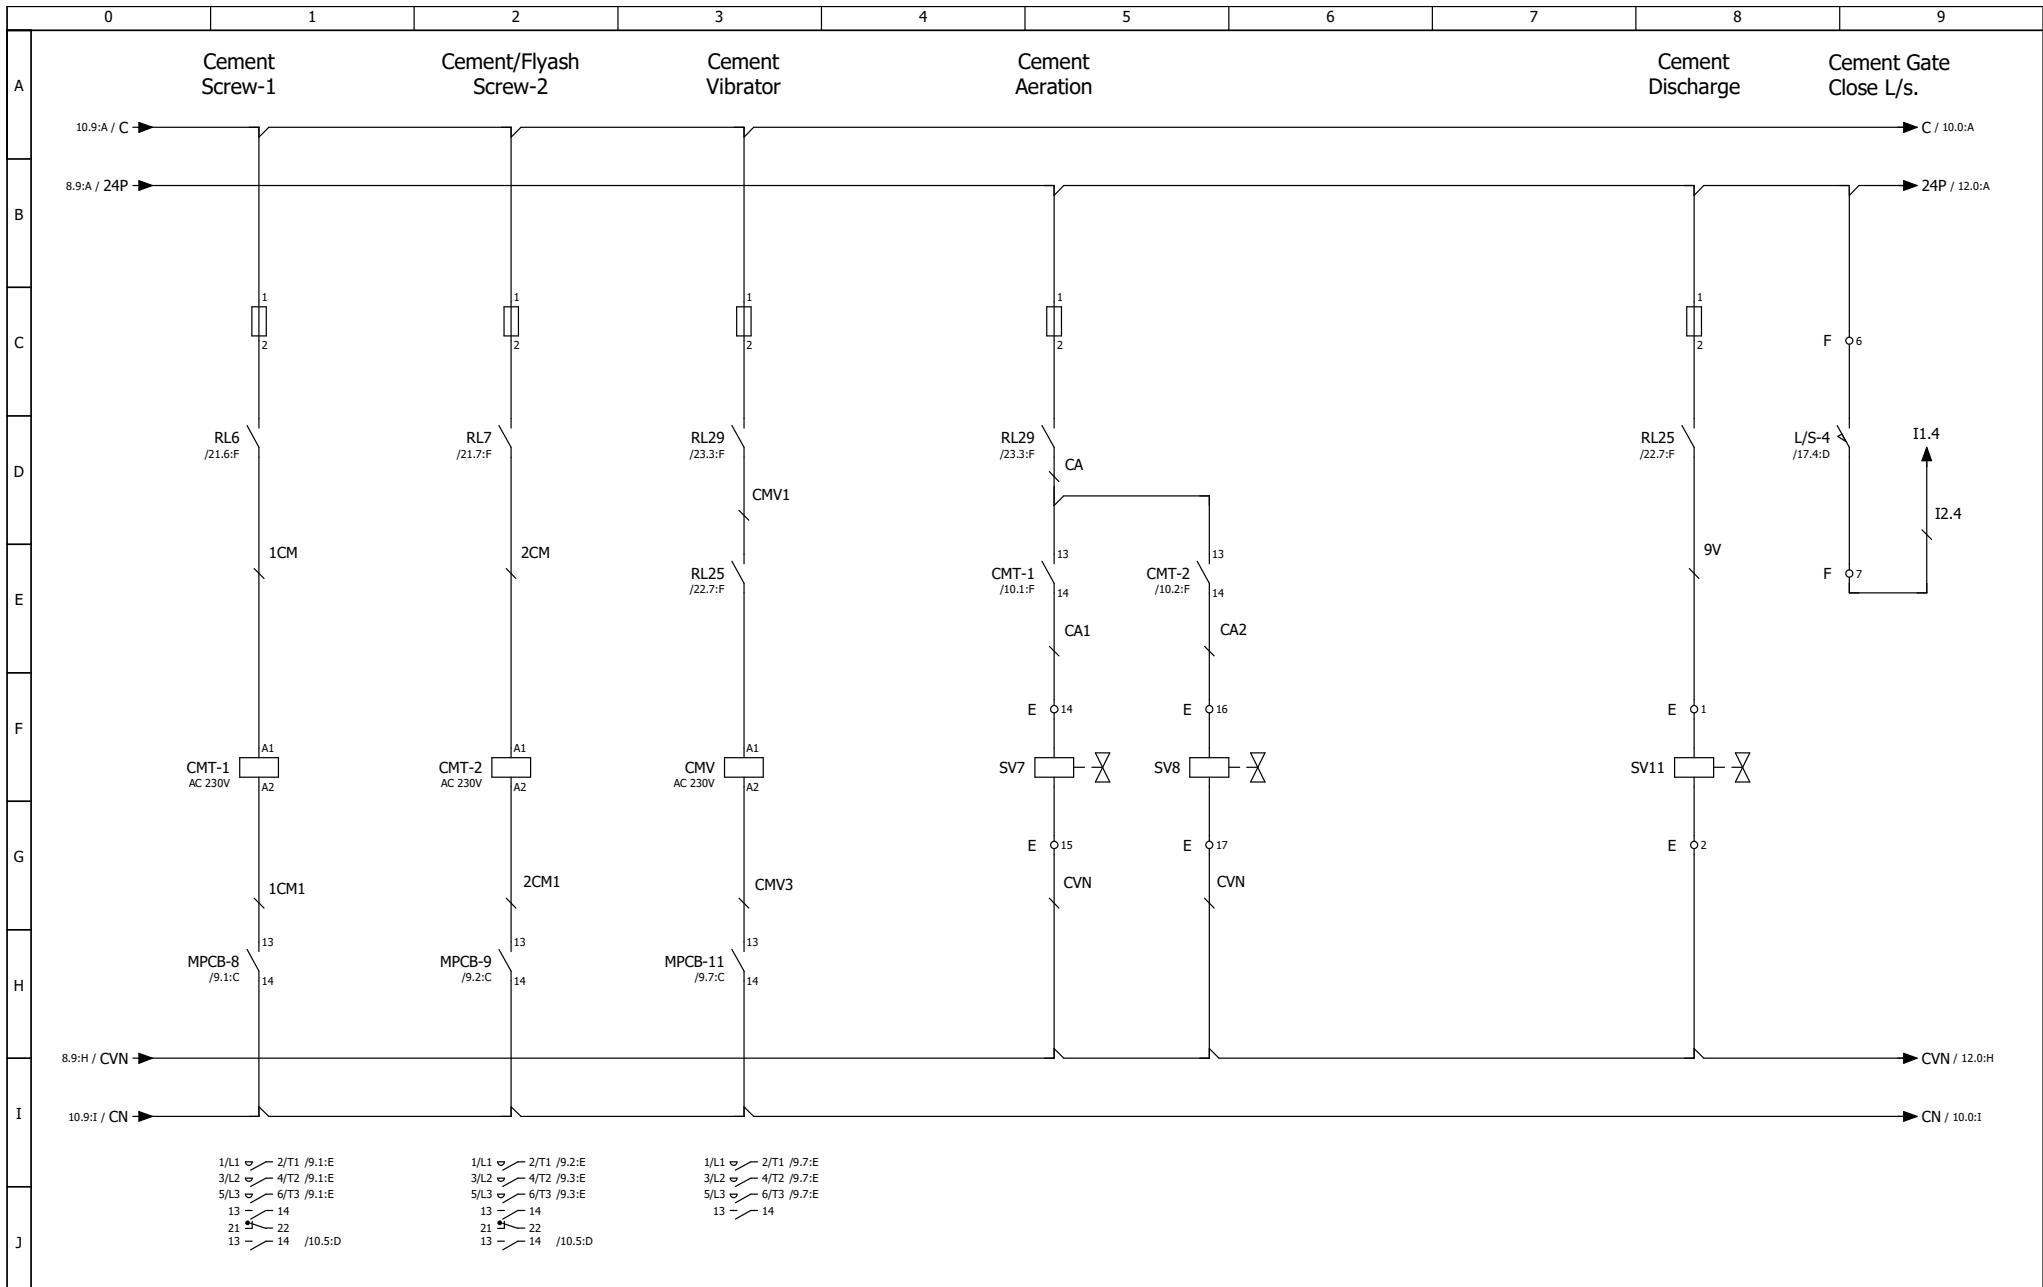 0 1 2 3 4 5 6 7 8 9
A
B
C
D
E
F
G
H
I
J
Cement
Screw-1
Cement/Flyash
Screw-2
Cement
Vibrator
Cement
Aeration
Cement
Discharge
Cement Gate
Close L/s.
10.9:A / C
C / 10.0:A
8.9:A / 24P
24P / 12.0:A
1
2
1
2
1
2
1
2
1
2
F 6
RL6
/21.6:F
RL7
/21.7:F
RL29
/23.3:F
RL29
/23.3:F
RL25
/22.7:F
L/S-4
/17.4:D
I1.4
CA
CMV1
I2.4
1CM
2CM
RL25
/22.7:F
13
CMT-1
/10.1:F
14
13
CMT-2
/10.2:F
14
9V
F 7
CA1
CA2
E 14
E 16
E 1
A1
CMT-1
AC 230V
A2
A1
CMT-2
AC 230V
A2
A1
CMV
AC 230V
A2
SV7
SV8
SV11
E 15
E 17
E 2
1CM1
2CM1
CMV3
CVN
CVN
13
MPCB-8
/9.1:C
14
13
MPCB-9
/9.2:C
14
13
MPCB-11
/9.7:C
14
8.9:H / CVN
CVN / 12.0:H
10.9:I / CN
CN / 10.0:I
1/L1 2/T1 /9.1:E
3/L2 4/T2 /9.1:E
5/L3 6/T3 /9.1:E
13 14
21 22
13 14 /10.5:D
1/L1 2/T1 /9.2:E
3/L2 4/T2 /9.3:E
5/L3 6/T3 /9.3:E
13 14
21 22
13 14 /10.5:D
1/L1 2/T1 /9.7:E
3/L2 4/T2 /9.7:E
5/L3 6/T3 /9.7:E
13 14